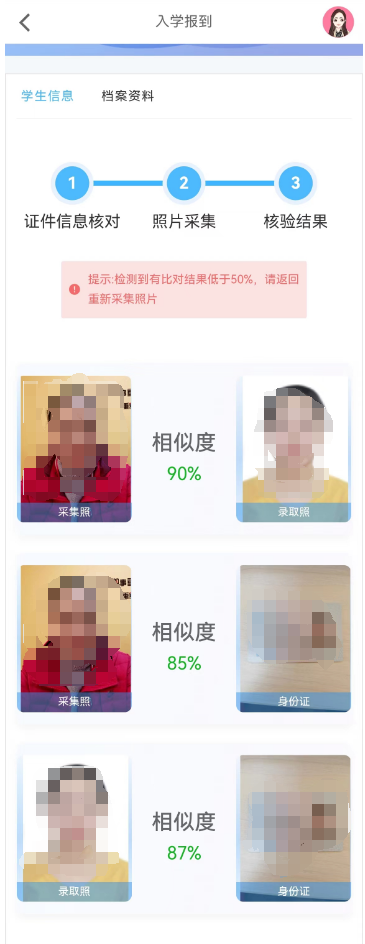 入学报到
学生信息
档案资料
1
2
3
证件信息核对
照片采集
核验结果
提示:检测到有比对结果低于50%，请返回
重新采集照片
相似度
90%
采集照
录取照
相似度
85%
采集照
身份证
相似度
87%
录取照
身份证